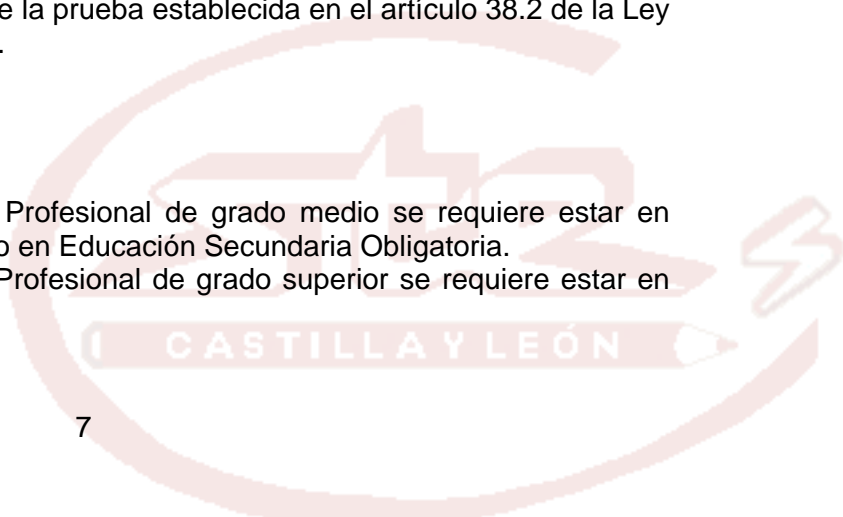 e la prueba establecida en el artículo 38.2 de la Ley
.
Profesional de grado medio se requiere estar en
o en Educación Secundaria Obligatoria.
Profesional de grado superior se requiere estar en
CASTILLA Y LEÓN
7